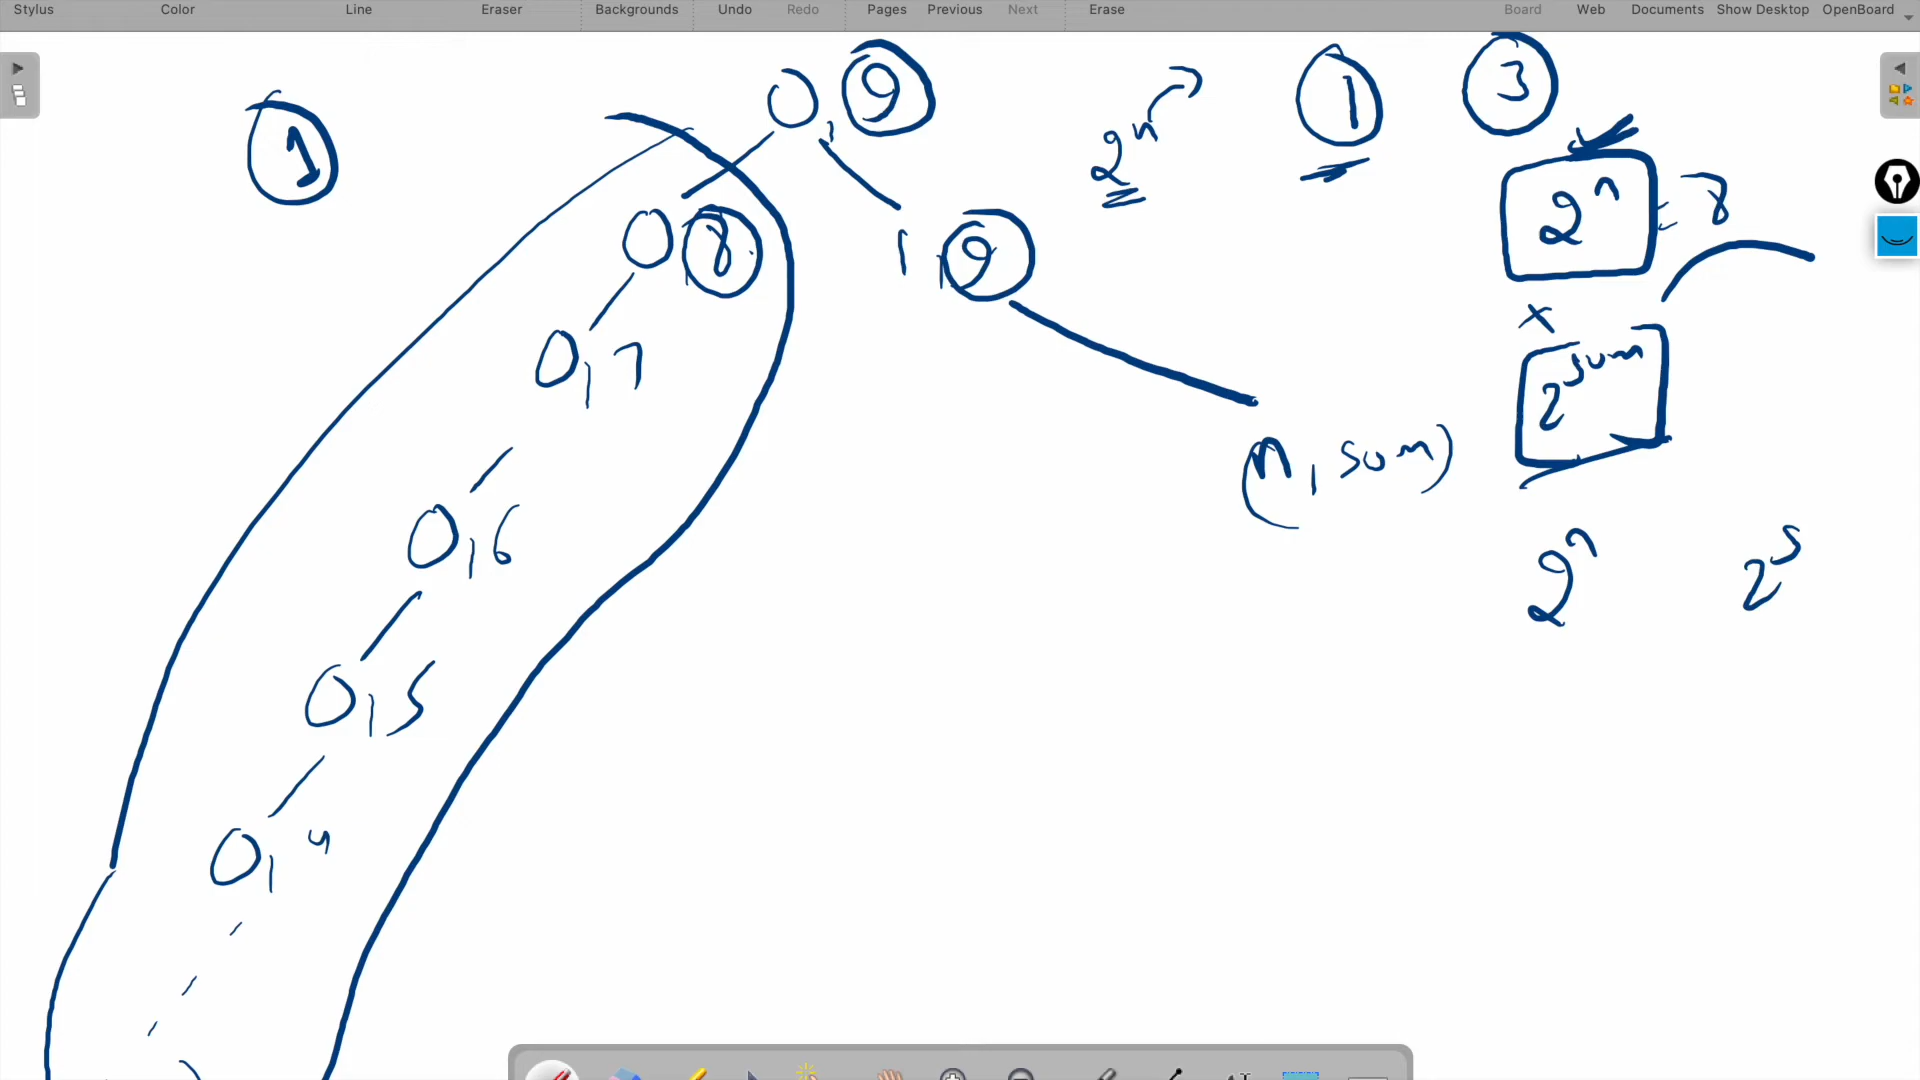 Stylus Color Line Eraser Backgrounds Undo Redo Pages Previous Next Erase Board Web Documents Show Desktop OpenBoard
1
0, 9
2^n
1
3
0, 8
1, 9
2^n = 8
0, 7
x
2^sum
(n, sum)
0, 6
2^n
2^s
0, 5
0, 4